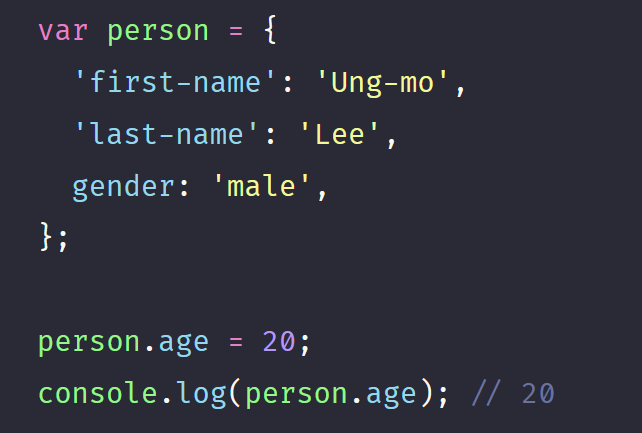 var person = {
  'first-name': 'Ung-mo',
  'last-name': 'Lee',
  gender: 'male',
};

person.age = 20;
console.log(person.age); // 20